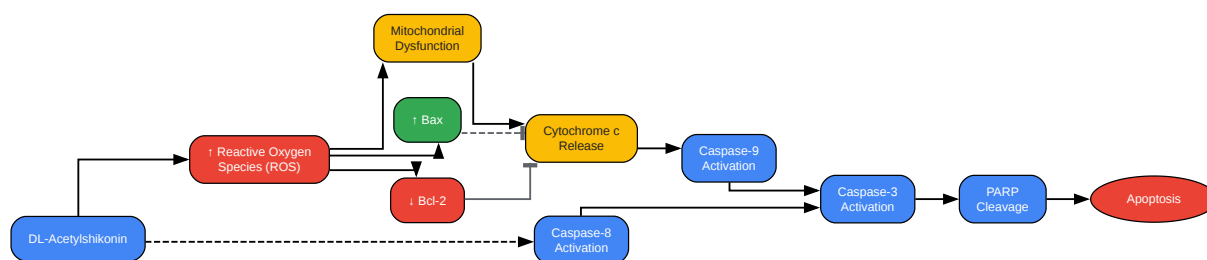 Mitochondrial
Dysfunction
↑ Bax
Cytochrome c
Release
↑ Reactive Oxygen
Species (ROS)
Caspase-9
Activation
↓ Bcl-2
Caspase-3
Activation
PARP
Cleavage
Apoptosis
DL-Acetylshikonin
Caspase-8
Activation